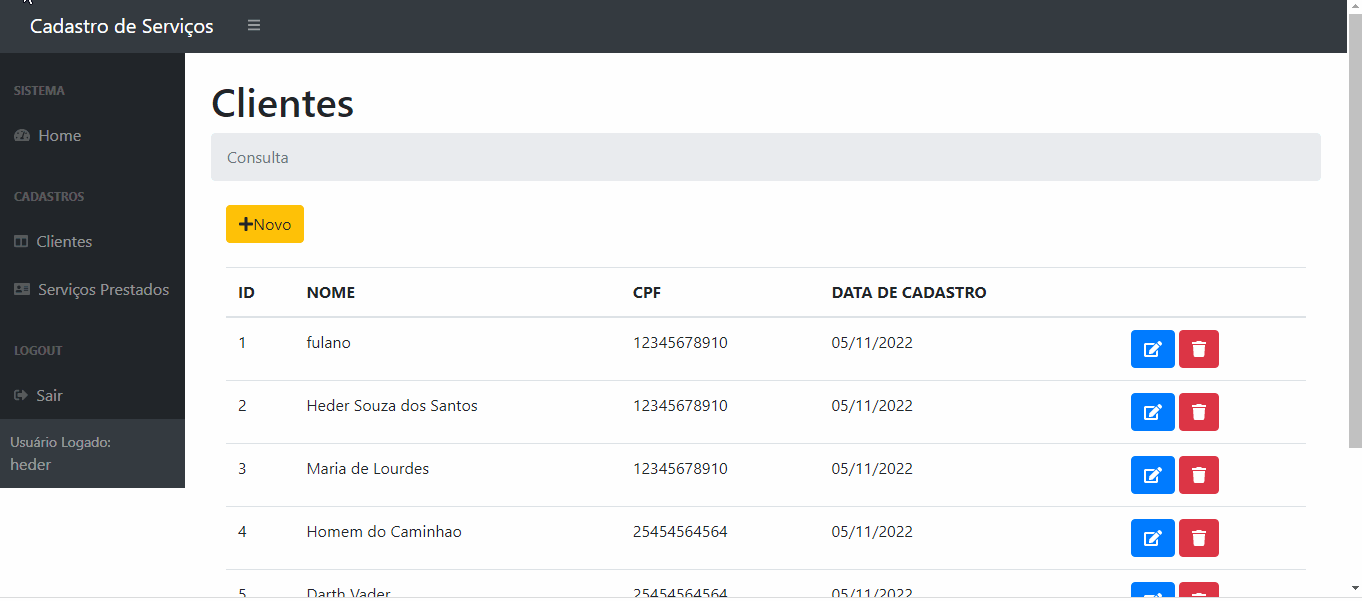 Cadastro de Serviços
SISTEMA
Home
CADASTROS
Clientes
Serviços Prestados
LOGOUT
Sair
Usuário Logado:
heder
Clientes
Consulta
Novo
ID NOME CPF DATA DE CADASTRO
1 fulano 12345678910 05/11/2022
2 Heder Souza dos Santos 12345678910 05/11/2022
3 Maria de Lourdes 12345678910 05/11/2022
4 Homem do Caminhao 25454564564 05/11/2022
5 Darth Vader 25454564564 05/11/2022